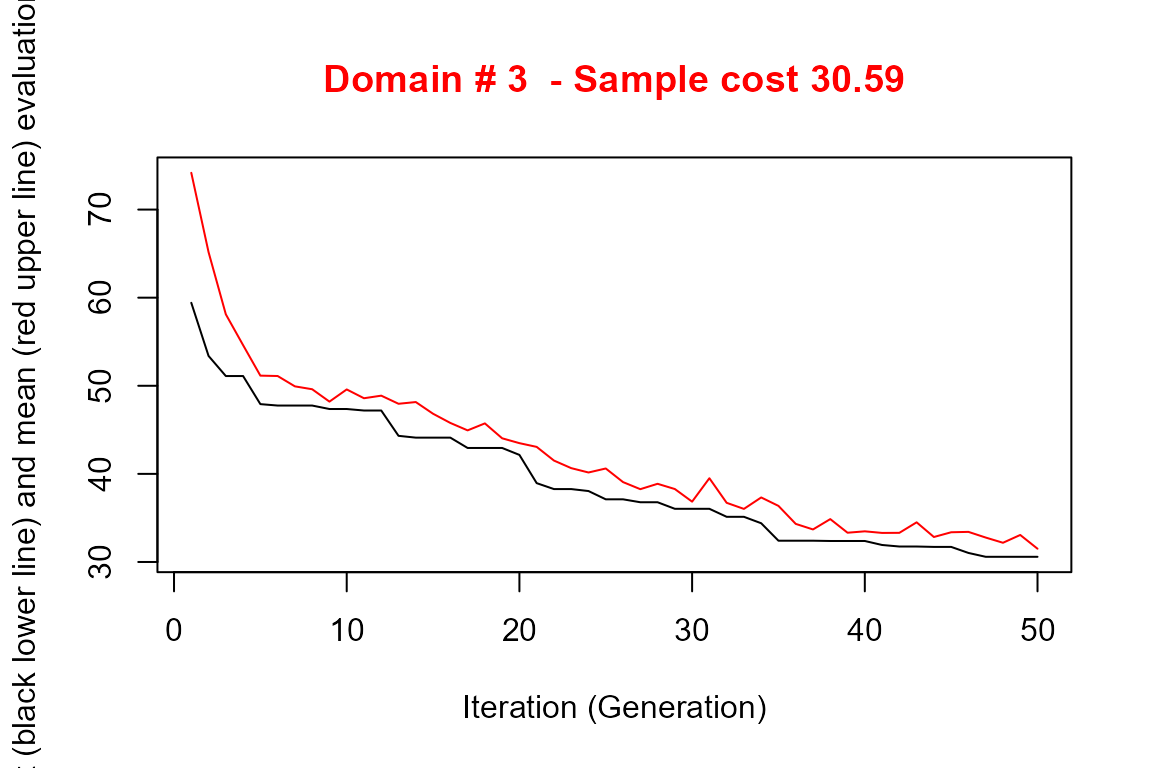 Domain # 3  - Sample cost 30.59
(black lower line) and mean (red upper line) evaluation
70
60
50
40
30
0 10 20 30 40 50
Iteration (Generation)